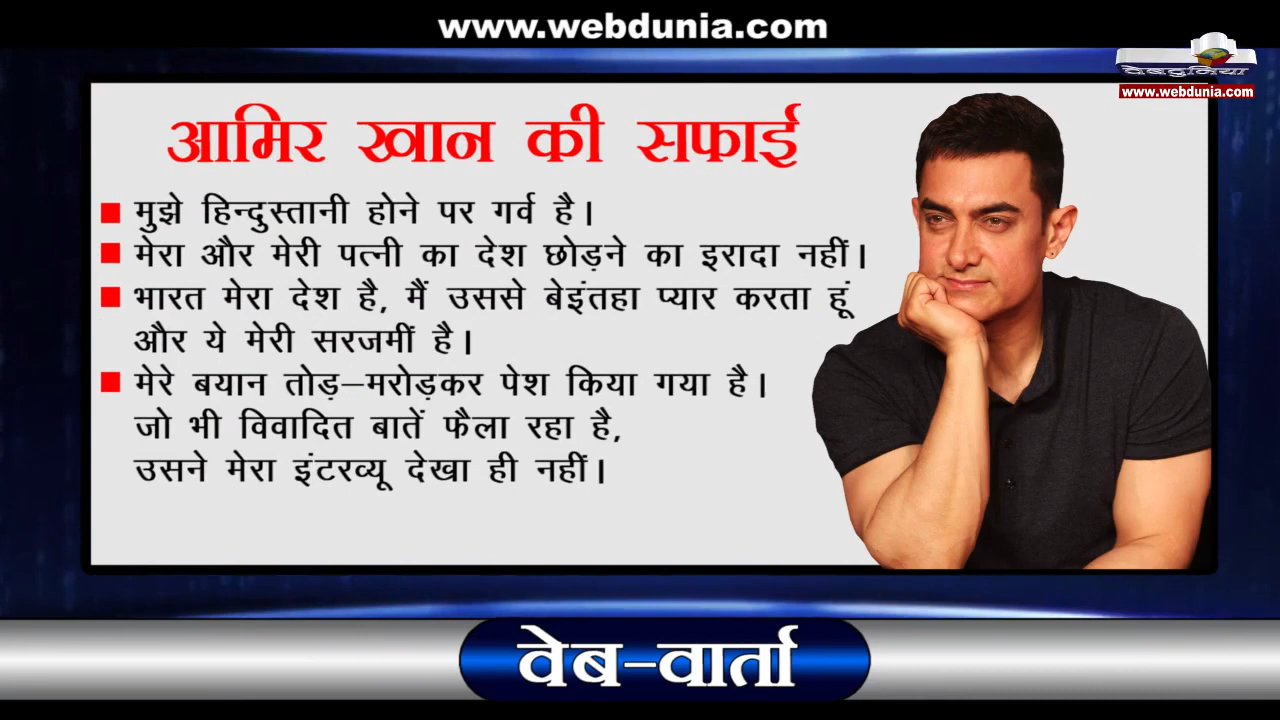 www.webdunia.com
वेबदुनिया
www.webdunia.com
आमिर खान की सफाई
मुझे हिन्दुस्तानी होने पर गर्व है।
मेरा और मेरी पत्नी का देश छोड़ने का इरादा नहीं।
भारत मेरा देश है, मैं उससे बेइंतहा प्यार करता हूं
और ये मेरी सरजमीं है।
मेरे बयान तोड़-मरोड़कर पेश किया गया है।
जो भी विवादित बातें फैला रहा है,
उसने मेरा इंटरव्यू देखा ही नहीं।
वेब-वार्ता